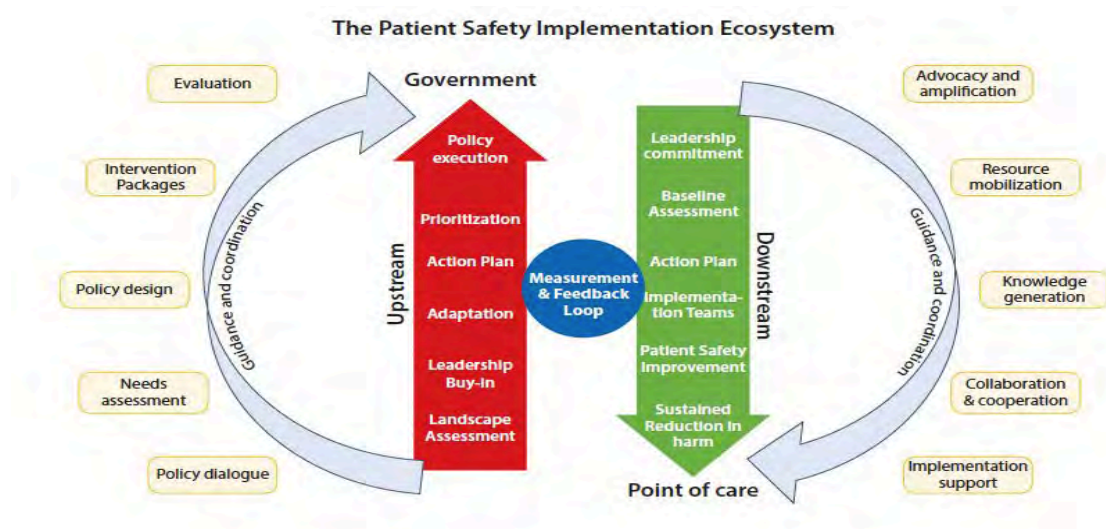 The Patient Safety Implementation Ecosystem
Evaluation
Intervention
Packages
Policy design
Needs
assessment
Policy dialogue
Guidance and coordination
Government
Upstream
Policy
execution
Prioritization
Action Plan
Adaptation
Leadership
Buy-in
Landscape
Assessment
Measurement
& Feedback
Loop
Leadership
commitment
Baseline
Assessment
Action Plan
Implementa-
tion Teams
Patient Safety
Improvement
Sustained
Reduction in
harm
Downstream
Point of care
Guidance and coordination
Advocacy and
amplification
Resource
mobilization
Knowledge
generation
Collaboration
& cooperation
Implementation
support